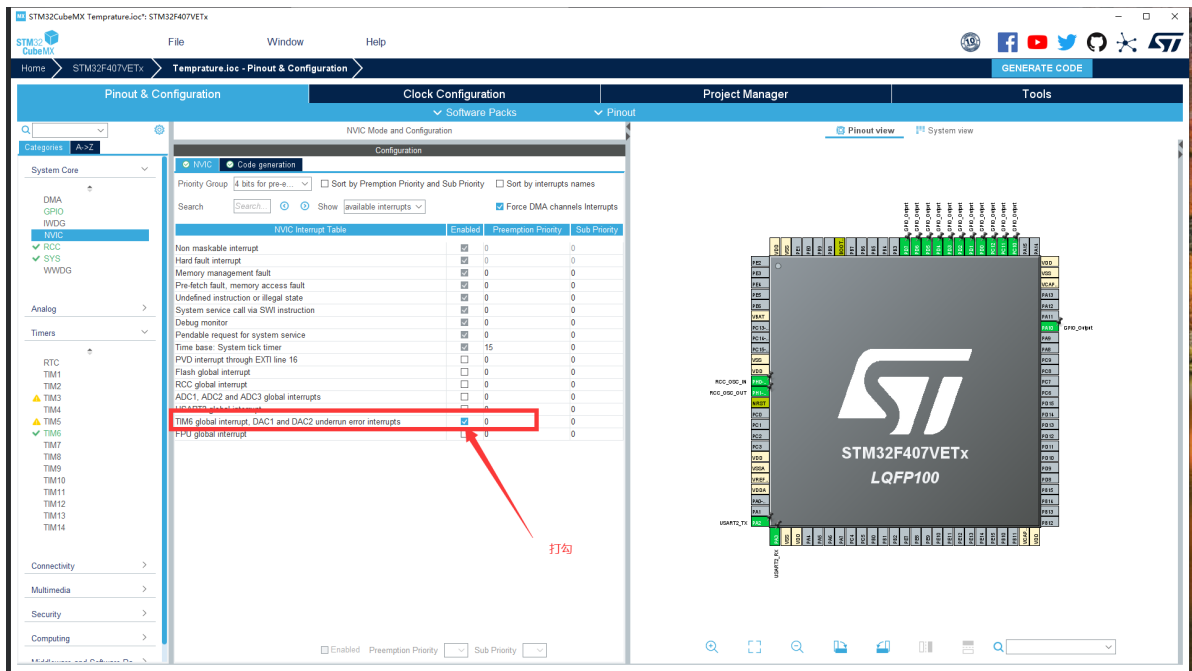 STM32CubeMX Temprature.ioc*: STM32F407VETx
STM32
CubeMX
File Window Help
Home STM32F407VETx Temprature.ioc - Pinout & Configuration GENERATE CODE
Pinout & Configuration Clock Configuration Project Manager Tools
Software Packs Pinout
NVIC Mode and Configuration
Configuration
Pinout view System view
Categories A->Z
NVIC Code generation
System Core
Priority Group 4 bits for pre-e... Sort by Premption Priority and Sub Priority Sort by interrupts names
Search Search... Show available interrupts Force DMA channels Interrupts
NVIC Interrupt Table Enabled Preemption Priority Sub Priority
Non maskable interrupt 0 0
Hard fault interrupt 0 0
Memory management fault 0 0
Pre-fetch fault, memory access fault 0 0
Undefined instruction or illegal state 0 0
System service call via SWI instruction 0 0
Debug monitor 0 0
Pendable request for system service 0 0
Time base: System tick timer 15 0
PVD interrupt through EXTI line 16 0 0
Flash global interrupt 0 0
RCC global interrupt 0 0
ADC1, ADC2 and ADC3 global interrupts 0 0
USART2 global interrupt 0 0
TIM6 global interrupt, DAC1 and DAC2 underrun error interrupts 0 0
FPU global interrupt 0 0
打勾
Enabled Preemption Priority Sub Priority
DMA
GPIO
IWDG
NVIC
RCC
SYS
WWDG
Analog
Timers
RTC
TIM1
TIM2
TIM3
TIM4
TIM5
TIM6
TIM7
TIM8
TIM9
TIM10
TIM11
TIM12
TIM13
TIM14
Connectivity
Multimedia
Security
Computing
RCC_OSC_IN
RCC_OSC_OUT
USART2_TX
USART2_RX
GPIO_Output
STM32F407VETx
LQFP100